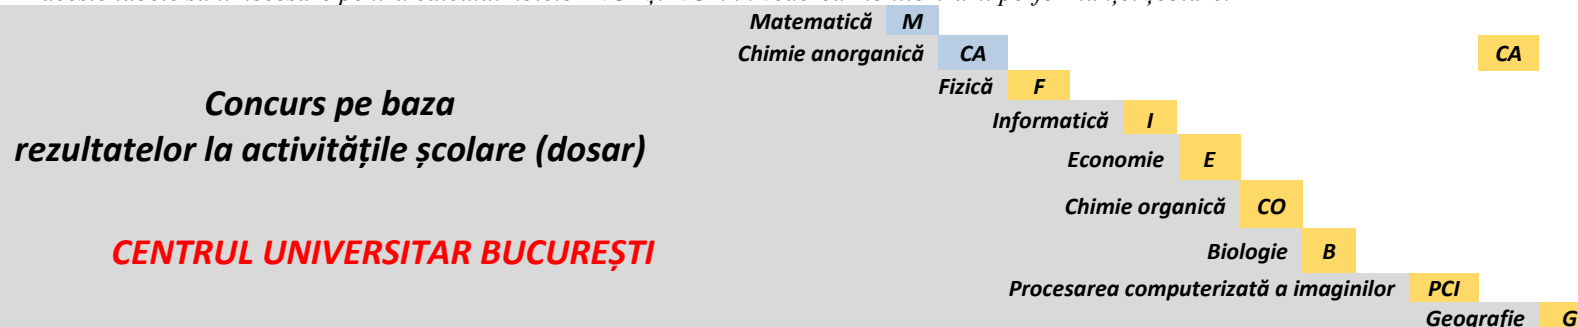 Matematică M
Chimie anorganică CA CA
Fizică F
Concurs pe baza
Informatică I
rezultatelor la activitățile școlare (dosar)
Economie E
Chimie organică CO
CENTRUL UNIVERSITAR BUCUREȘTI
Biologie B
Procesarea computerizată a imaginilor PCI
Geografie G